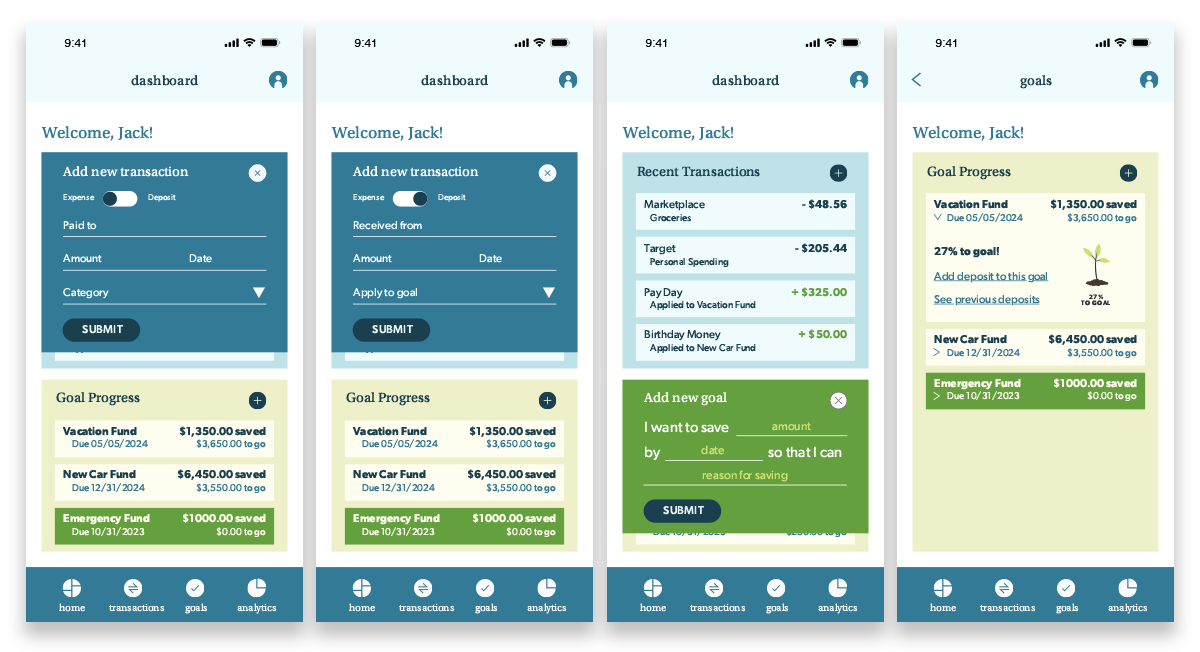 9:41
dashboard
Welcome, Jack!
Add new transaction
Expense Deposit
Paid to
Amount Date
Category
SUBMIT
Goal Progress
Vacation Fund $1,350.00 saved
Due 05/05/2024 $3,650.00 to go
New Car Fund $6,450.00 saved
Due 12/31/2024 $3,550.00 to go
Emergency Fund $1000.00 saved
Due 10/31/2023 $0.00 to go
home transactions goals analytics
9:41
dashboard
Welcome, Jack!
Add new transaction
Expense Deposit
Received from
Amount Date
Apply to goal
SUBMIT
Goal Progress
Vacation Fund $1,350.00 saved
Due 05/05/2024 $3,650.00 to go
New Car Fund $6,450.00 saved
Due 12/31/2024 $3,550.00 to go
Emergency Fund $1000.00 saved
Due 10/31/2023 $0.00 to go
home transactions goals analytics
9:41
dashboard
Welcome, Jack!
Recent Transactions
Marketplace - $48.56
Groceries
Target - $205.44
Personal Spending
Pay Day + $325.00
Applied to Vacation Fund
Birthday Money + $50.00
Applied to New Car Fund
Add new goal
I want to save amount
by date so that I can
reason for saving
SUBMIT
home transactions goals analytics
9:41
goals
Welcome, Jack!
Goal Progress
Vacation Fund $1,350.00 saved
Due 05/05/2024 $3,650.00 to go
27% to goal!
Add deposit to this goal
See previous deposits
27%
TO GOAL
New Car Fund $6,450.00 saved
Due 12/31/2024 $3,550.00 to go
Emergency Fund $1000.00 saved
Due 10/31/2023 $0.00 to go
home transactions goals analytics